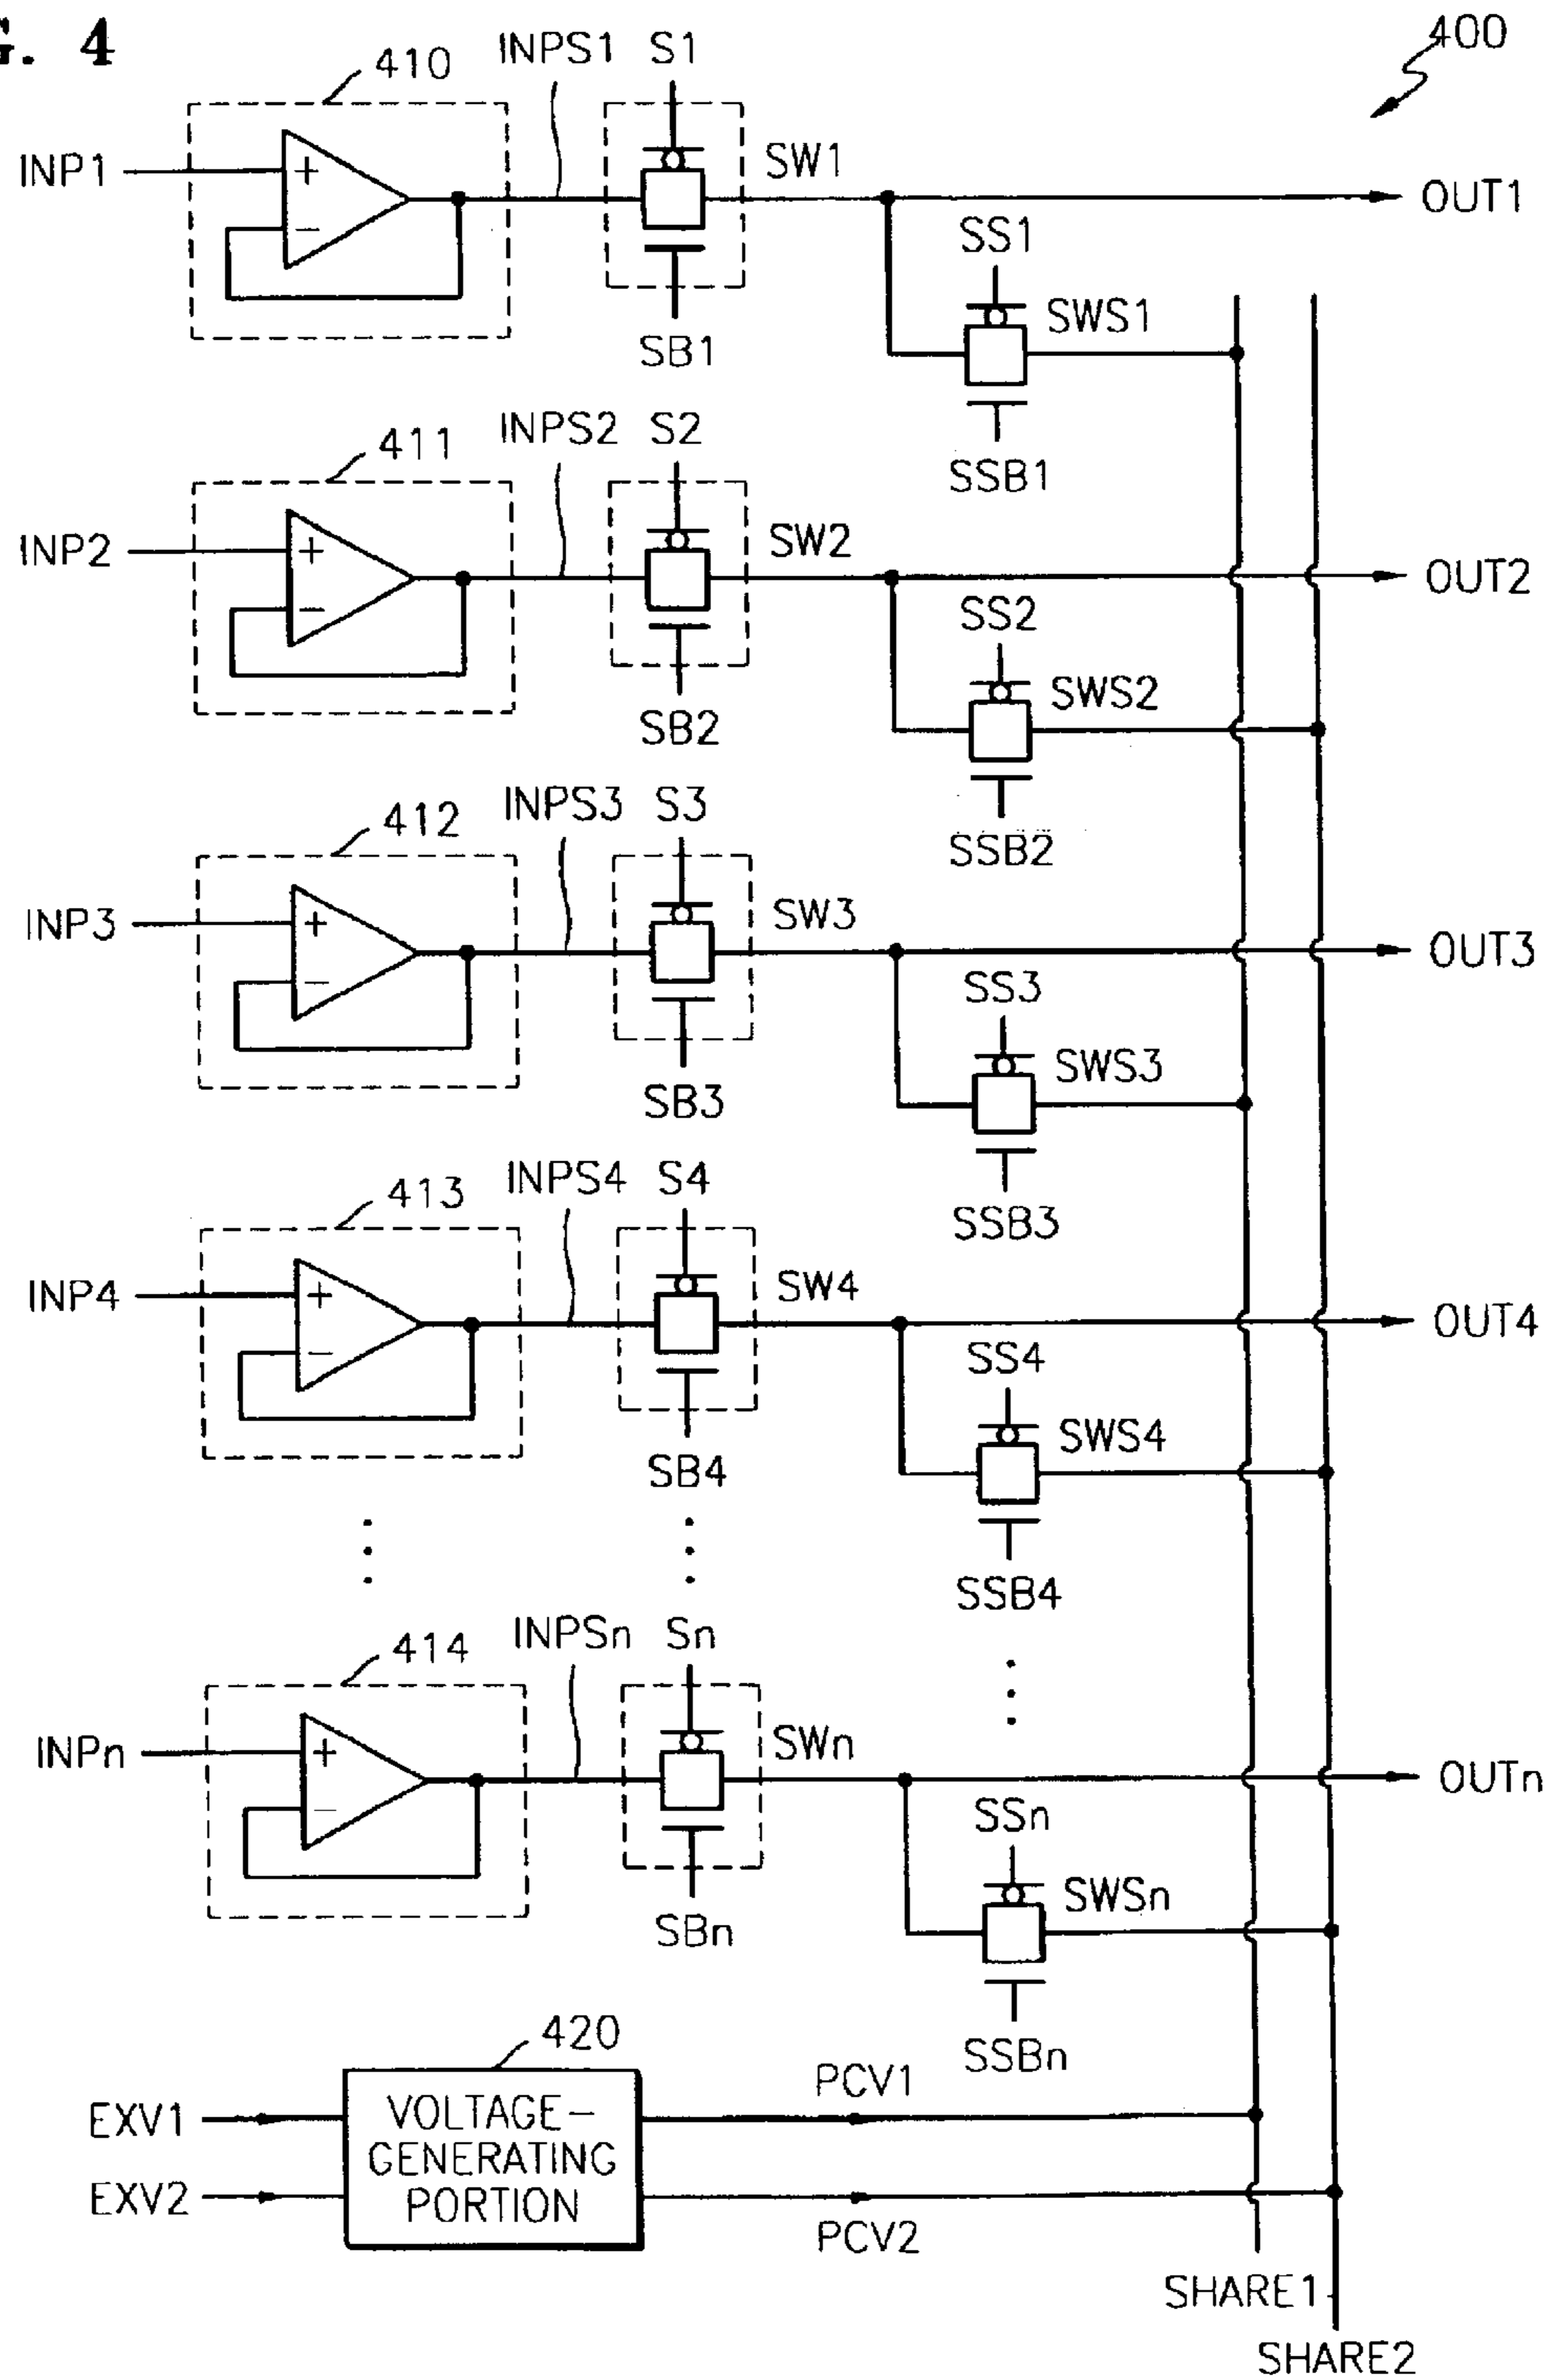 G. 4
400
410
INPS1
S1
INP1
+
−
SW1
OUT1
SB1
SS1
SWS1
SSB1
411
INPS2
S2
INP2
+
−
SW2
OUT2
SB2
SS2
SWS2
SSB2
412
INPS3
S3
INP3
+
−
SW3
OUT3
SB3
SS3
SWS3
SSB3
413
INPS4
S4
INP4
+
−
SW4
OUT4
SB4
SS4
SWS4
SSB4
414
INPSn
Sn
INPn
+
−
SWn
OUTn
SBn
SSn
SWSn
SSBn
420
EXV1
EXV2
VOLTAGE−
GENERATING
PORTION
PCV1
PCV2
SHARE1
SHARE2